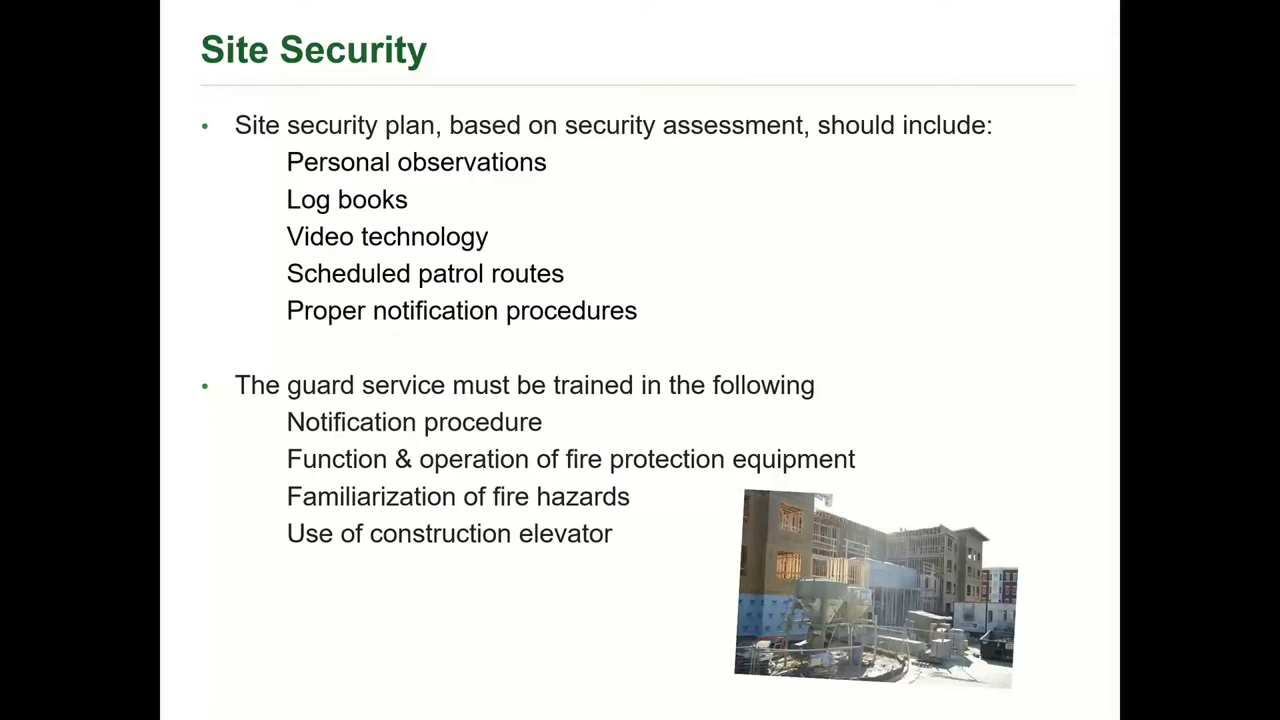 Site Security
• Site security plan, based on security assessment, should include:
Personal observations
Log books
Video technology
Scheduled patrol routes
Proper notification procedures
• The guard service must be trained in the following
Notification procedure
Function & operation of fire protection equipment
Familiarization of fire hazards
Use of construction elevator